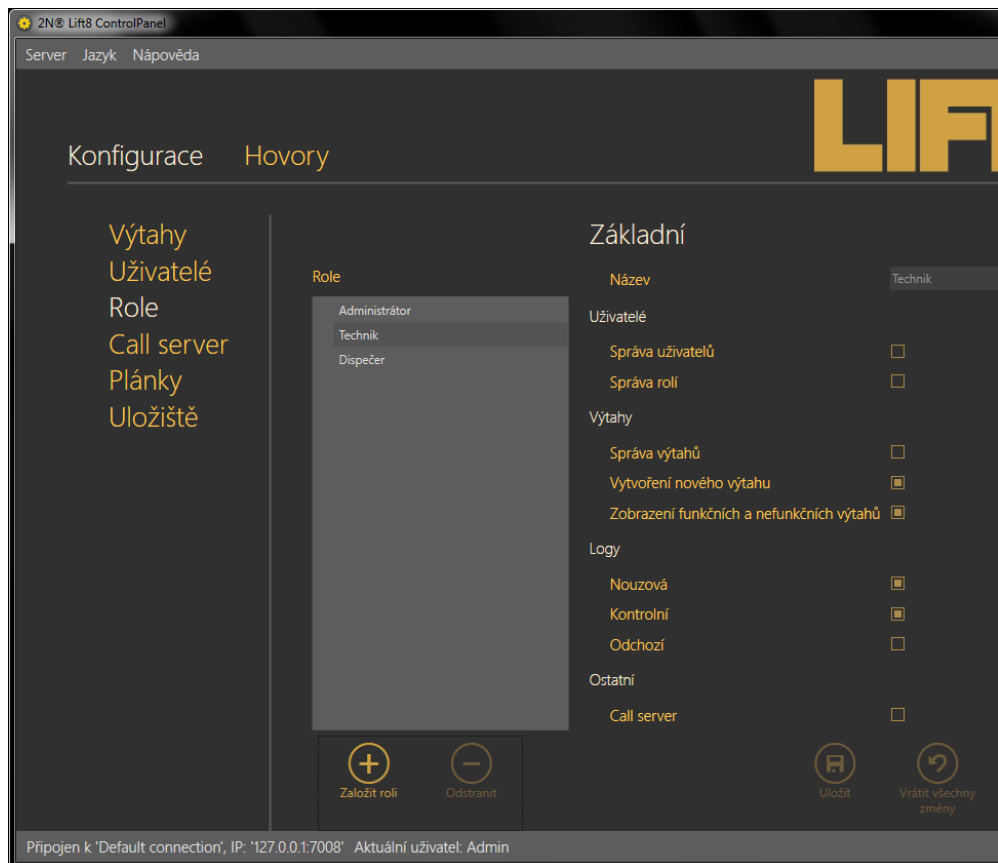 2N® Lift8 ControlPanel
Server Jazyk Nápověda
LIF
Konfigurace Hovory
Výtahy
Uživatelé
Role
Call server
Plánky
Uložiště
Role
Administrátor
Technik
Dispečer
Založit roli
Odstranit
Základní
Název Technik
Uživatelé
Správa uživatelů
Správa rolí
Výtahy
Správa výtahů
Vytvoření nového výtahu
Zobrazení funkčních a nefunkčních výtahů
Logy
Nouzová
Kontrolní
Odchozí
Ostatní
Call server
Uložit
Vrátit všechny
změny
Připojen k 'Default connection', IP: '127.0.0.1:7008' Aktuální uživatel: Admin